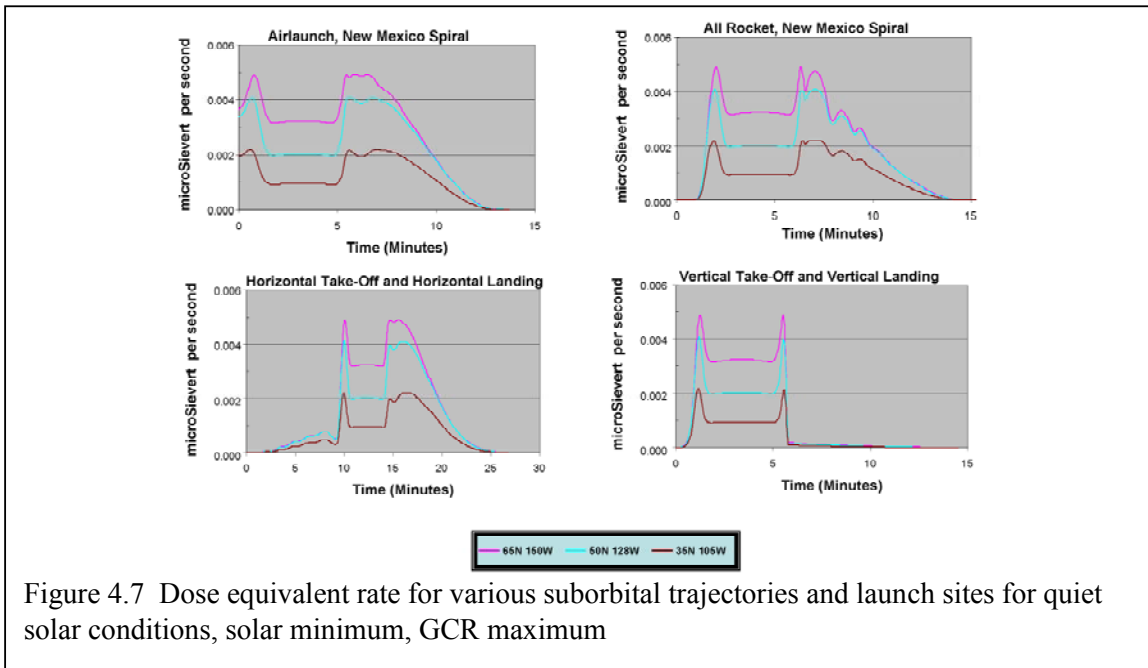 Airlaunch, New Mexico Spiral
microSievert per second
0.006
0.004
0.002
0.000
0 5 10 15
Time (Minutes)
All Rocket, New Mexico Spiral
microSievert per second
0.006
0.004
0.002
0.000
0 5 10 15
Time (Minutes)
Horizontal Take-Off and Horizontal Landing
microSievert per second
0.006
0.004
0.002
0.000
0 5 10 15 20 25 30
Time (Minutes)
Vertical Take-Off and Vertical Landing
microSievert per second
0.006
0.004
0.002
0.000
0 5 10 15
Time (Minutes)
65N 150W 50N 128W 35N 105W
Figure 4.7 Dose equivalent rate for various suborbital trajectories and launch sites for quiet
solar conditions, solar minimum, GCR maximum